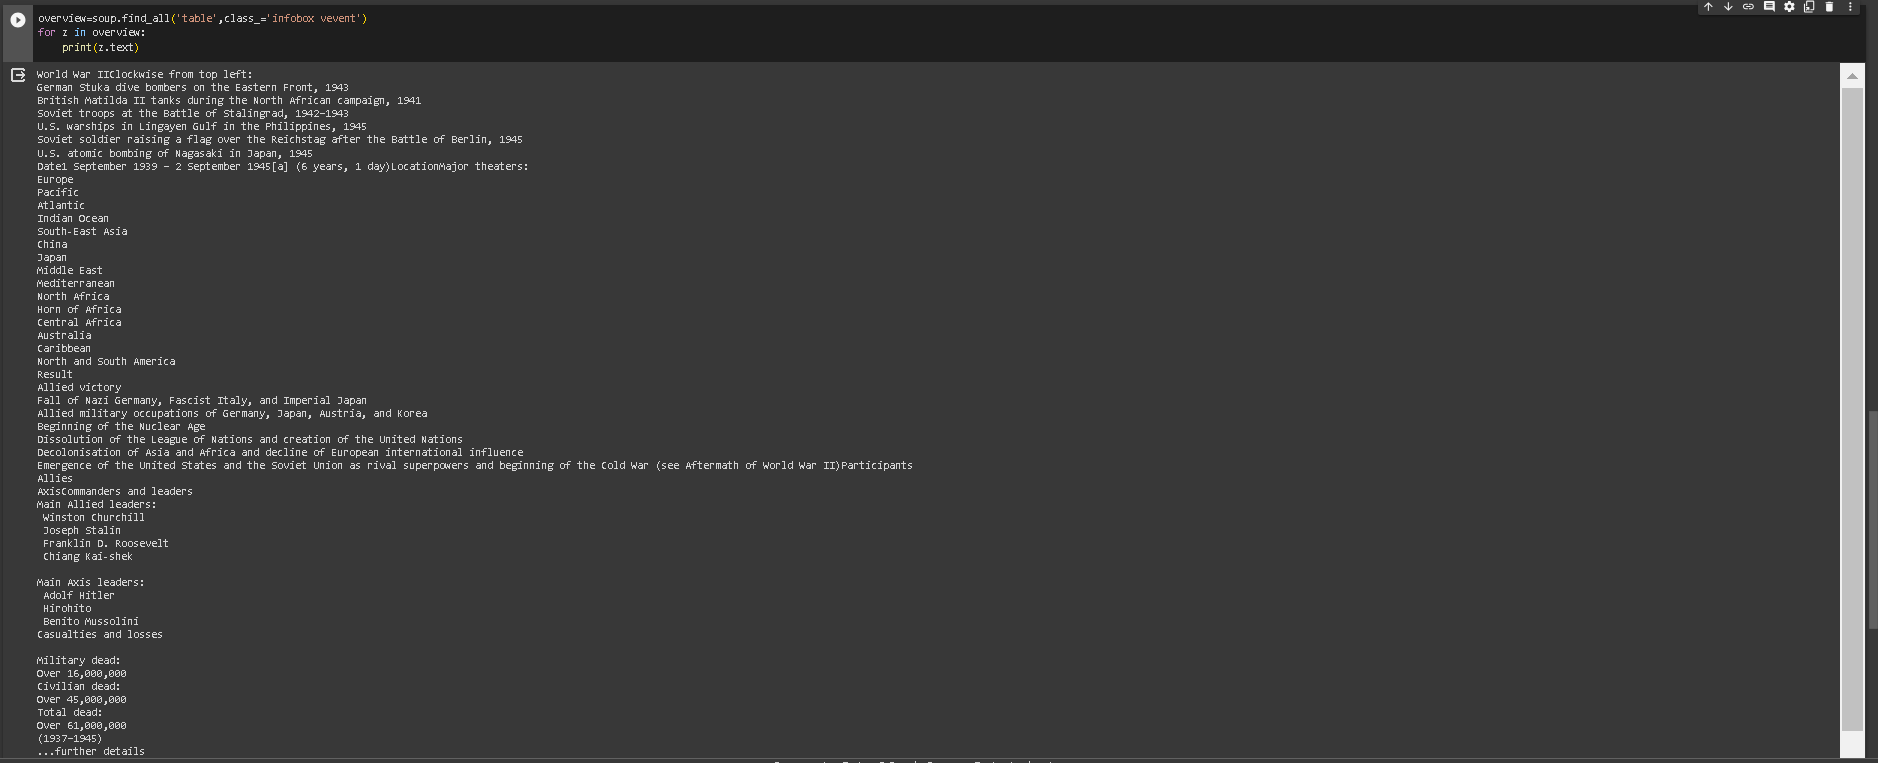 overview=soup.find_all('table',class_='infobox vevent')
for z in overview:
    print(z.text)
World War IIClockwise from top left:
German Stuka dive bombers on the Eastern Front, 1943
British Matilda II tanks during the North African campaign, 1941
Soviet troops at the Battle of Stalingrad, 1942–1943
U.S. warships in Lingayen Gulf in the Philippines, 1945
Soviet soldier raising a flag over the Reichstag after the Battle of Berlin, 1945
U.S. atomic bombing of Nagasaki in Japan, 1945
Date1 September 1939 – 2 September 1945[a] (6 years, 1 day)LocationMajor theaters:
Europe
Pacific
Atlantic
Indian Ocean
South-East Asia
China
Japan
Middle East
Mediterranean
North Africa
Horn of Africa
Central Africa
Australia
Caribbean
North and South America
Result
Allied victory
Fall of Nazi Germany, Fascist Italy, and Imperial Japan
Allied military occupations of Germany, Japan, Austria, and Korea
Beginning of the Nuclear Age
Dissolution of the League of Nations and creation of the United Nations
Decolonisation of Asia and Africa and decline of European international influence
Emergence of the United States and the Soviet Union as rival superpowers and beginning of the Cold War (see Aftermath of World War II)Participants
Allies
AxisCommanders and leaders
Main Allied leaders:
 Winston Churchill
 Joseph Stalin
 Franklin D. Roosevelt
 Chiang Kai-shek
Main Axis leaders:
 Adolf Hitler
 Hirohito
 Benito Mussolini
Casualties and losses
Military dead:
Over 16,000,000
Civilian dead:
Over 45,000,000
Total dead:
Over 61,000,000
(1937–1945)
...further details